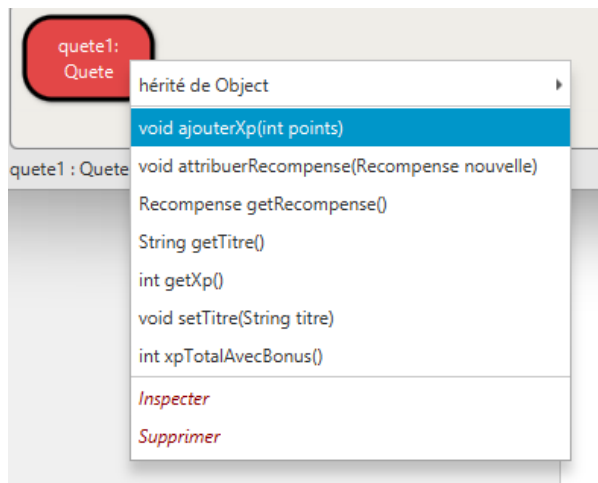 quete1:
Quete
hérité de Object
void ajouterXp(int points)
quete1 : Quete
void attribuerRecompense(Recompense nouvelle)
Recompense getRecompense()
String getTitre()
int getXp()
void setTitre(String titre)
int xpTotalAvecBonus()
Inspecter
Supprimer